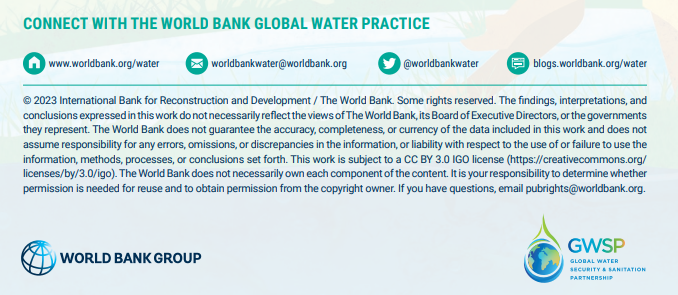 CONNECT WITH THE WORLD BANK GLOBAL WATER PRACTICE
www.worldbank.org/water worldbankwater@worldbank.org @worldbankwater blogs.worldbank.org/water
© 2023 International Bank for Reconstruction and Development / The World Bank. Some rights reserved. The findings, interpretations, and
conclusions expressed in this work do not necessarily reflect the views of The World Bank, its Board of Executive Directors, or the governments
they represent. The World Bank does not guarantee the accuracy, completeness, or currency of the data included in this work and does not
assume responsibility for any errors, omissions, or discrepancies in the information, or liability with respect to the use of or failure to use the
information, methods, processes, or conclusions set forth. This work is subject to a CC BY 3.0 IGO license (https://creativecommons.org/
licenses/by/3.0/igo). The World Bank does not necessarily own each component of the content. It is your responsibility to determine whether
permission is needed for reuse and to obtain permission from the copyright owner. If you have questions, email pubrights@worldbank.org.
WORLD BANK GROUP
GWSP
GLOBAL WATER
SECURITY & SANITATION
PARTNERSHIP